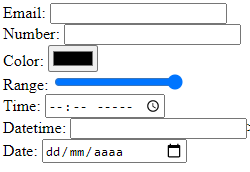 Email:
Number:
Color:
Range:
Time: --:-- -----
Datetime:
Date: dd/mm/aaaa